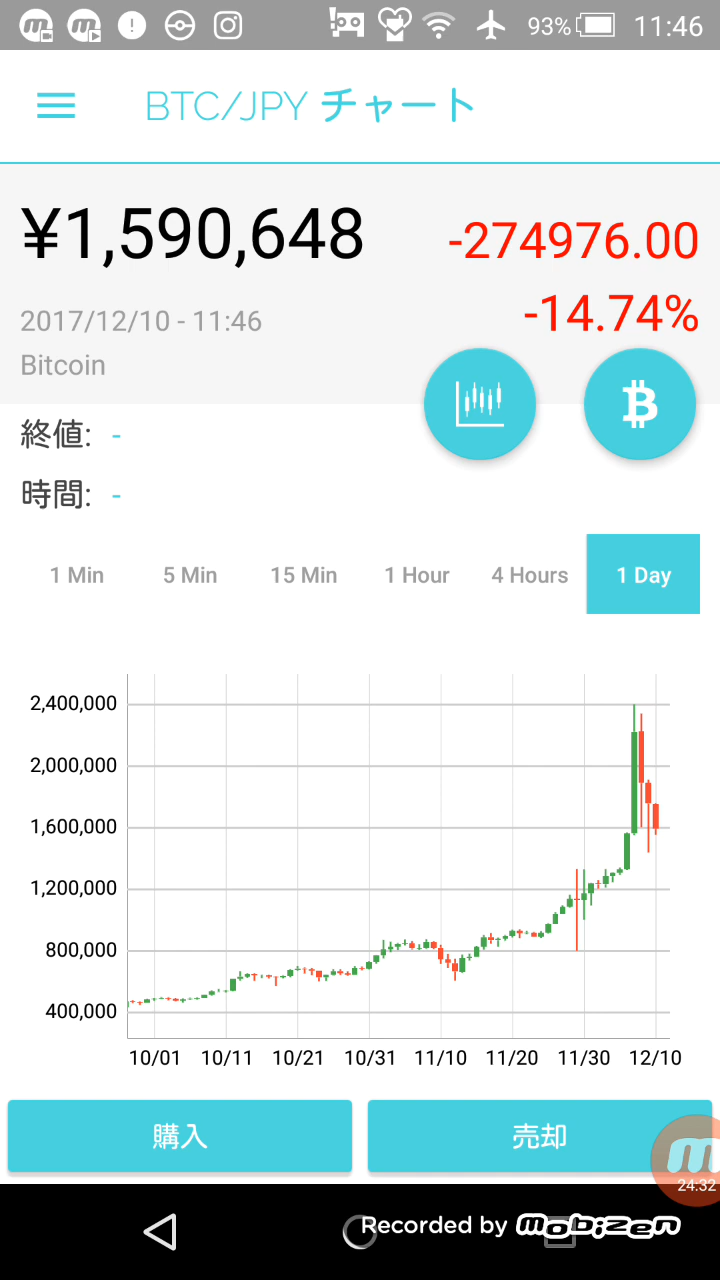 93% 11:46
BTC/JPY チャート
¥1,590,648
-274976.00
-14.74%
2017/12/10 - 11:46
Bitcoin
終値: -
時間: -
1 Min 5 Min 15 Min 1 Hour 4 Hours 1 Day
2,400,000
2,000,000
1,600,000
1,200,000
800,000
400,000
10/01 10/11 10/21 10/31 11/10 11/20 11/30 12/10
購入 売却
24:32
Recorded by mobizen